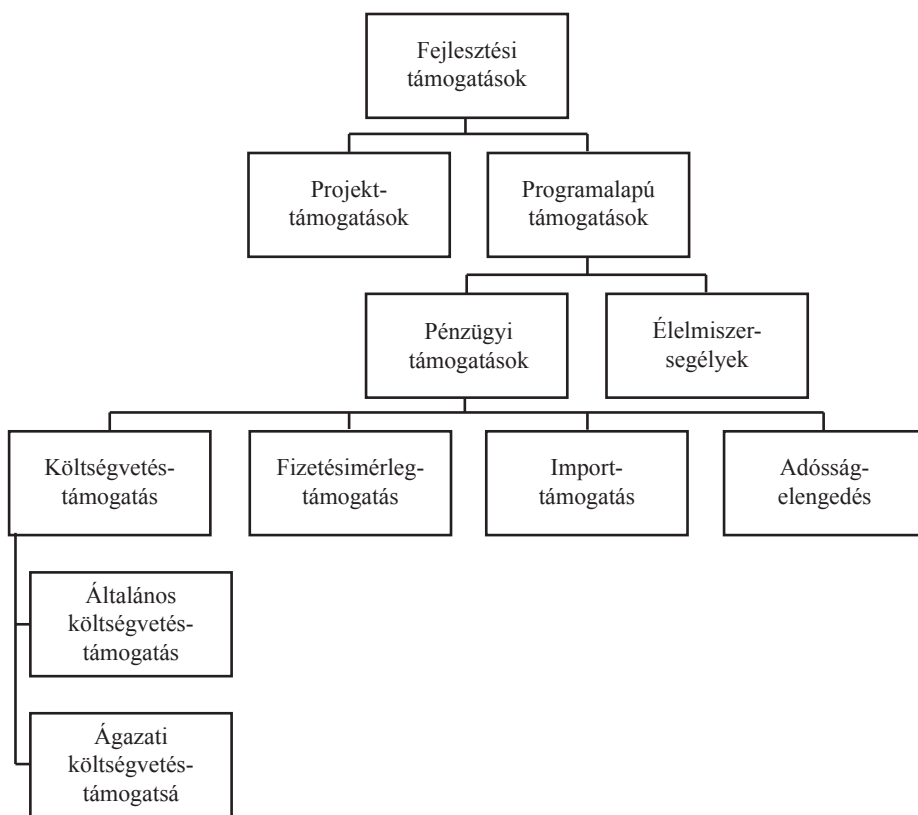 Fejlesztési
támogatások
Projekt-
támogatások
Programalapú
támogatások
Pénzügyi
támogatások
Élelmiszer-
segélyek
Költségvetés-
támogatás
Fizetésimérleg-
támogatás
Import-
támogatás
Adósság-
elengedés
Általános
költségvetés-
támogatás
Ágazati
költségvetés-
támogatsá